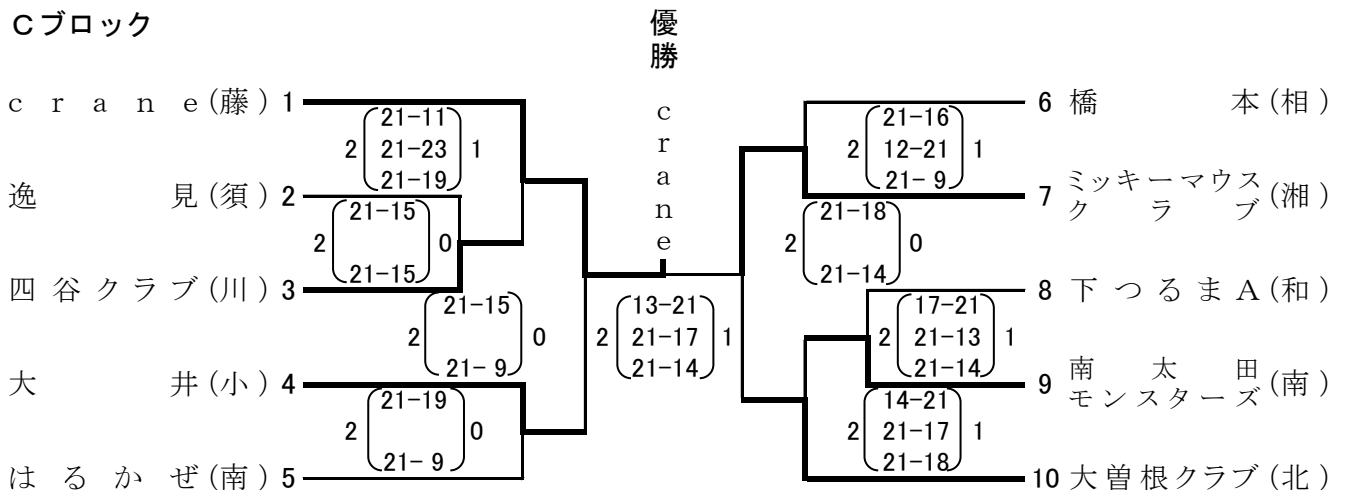 Cブロック
優勝
crane
crane(藤) 1
21-11
2 21-23 1
21-19
逸見(須) 2
21-15
2 0
21-15
四谷クラブ(川) 3
21-15
2 0
21- 9
大井(小) 4
21-19
2 0
21- 9
はるかぜ(南) 5
13-21
2 21-17 1
21-14
6 橋本(相)
21-16
2 12-21 1
21- 9
7 ミッキーマウス
クラブ(湘)
21-18
2 0
21-14
8 下つるまA(和)
17-21
2 21-13 1
21-14
9 南太田
モンスターズ(南)
14-21
2 21-17 1
21-18
10 大曽根クラブ(北)